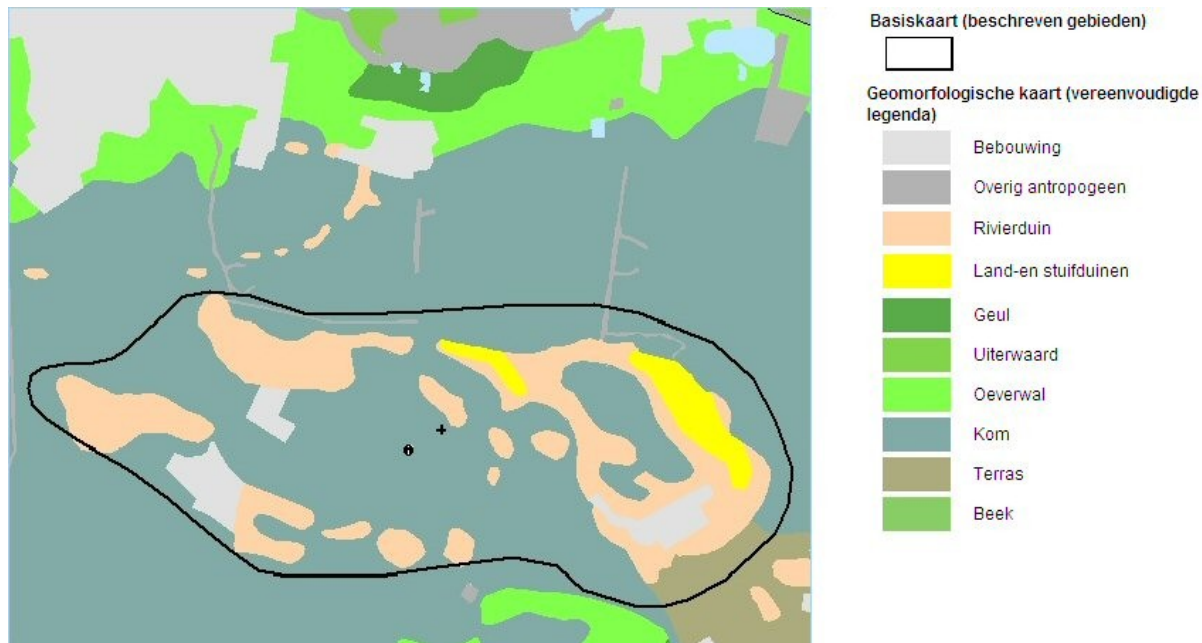 Basiskaart (beschreven gebieden)
Geomorfologische kaart (vereenvoudigde
legenda)
Bebouwing
Overig antropogeen
Rivierduin
Land-en stuifduinen
Geul
Uiterwaard
Oeverwal
Kom
Terras
Beek